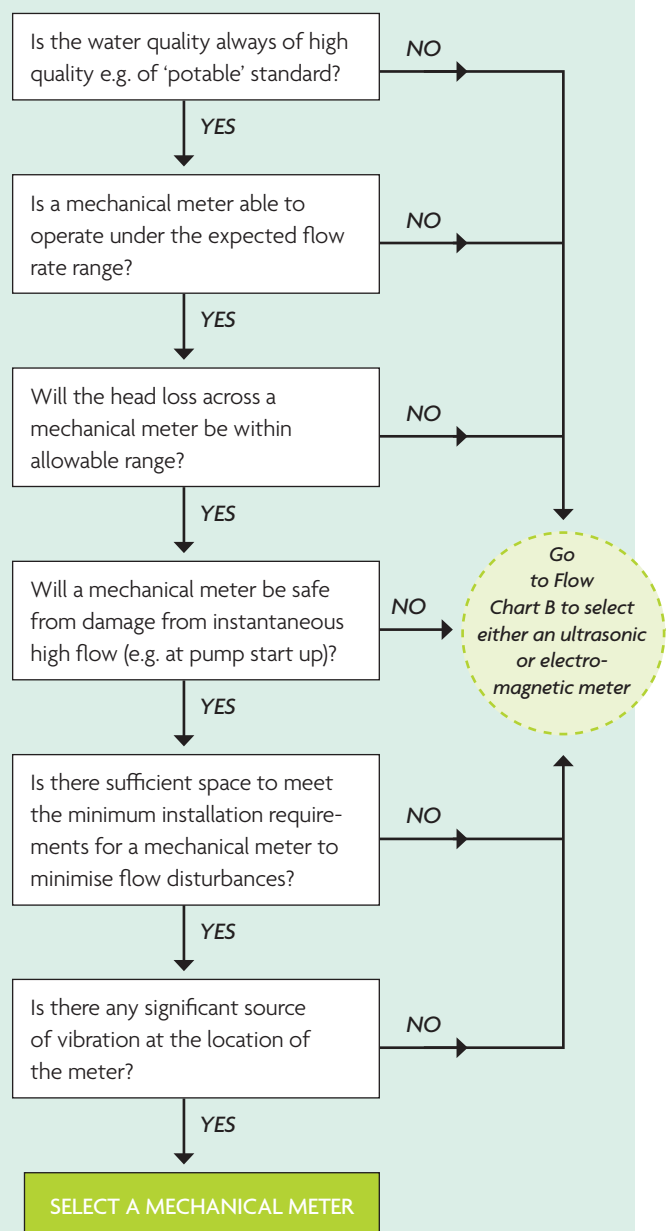 Is the water quality always of high
quality e.g. of ‘potable’ standard?
NO
YES
Is a mechanical meter able to
operate under the expected flow
rate range?
NO
YES
Will the head loss across a
mechanical meter be within
allowable range?
NO
YES
Will a mechanical meter be safe
from damage from instantaneous
high flow (e.g. at pump start up)?
NO
Go
to Flow
Chart B to select
either an ultrasonic
or electro-
magnetic meter
YES
Is there sufficient space to meet
the minimum installation require-
ments for a mechanical meter to
minimise flow disturbances?
NO
YES
Is there any significant source
of vibration at the location of
the meter?
NO
YES
SELECT A MECHANICAL METER